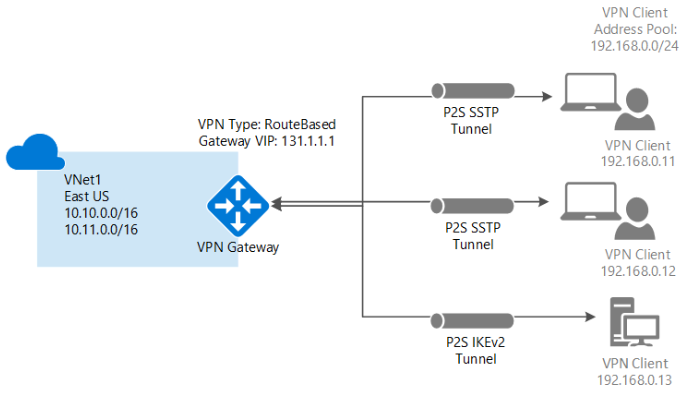 VPN Client
Address Pool:
192.168.0.0/24
P2S SSTP
Tunnel
VPN Client
192.168.0.11
VPN Type: RouteBased
Gateway VIP: 131.1.1.1
VNet1
East US
10.10.0.0/16
10.11.0.0/16
VPN Gateway
P2S SSTP
Tunnel
VPN Client
192.168.0.12
P2S IKEv2
Tunnel
VPN Client
192.168.0.13